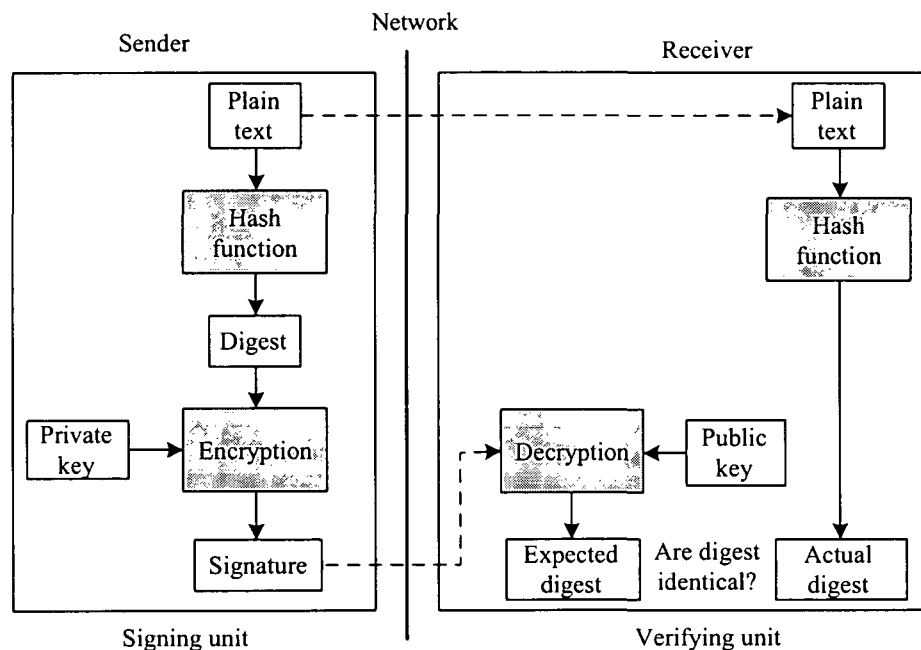 Network
Sender
Receiver
Plain
text
Plain
text
Hash
function
Hash
function
Digest
Private
key
Encryption
Decryption
Public
key
Signature
Expected
digest
Are digest
identical?
Actual
digest
Signing unit
Verifying unit